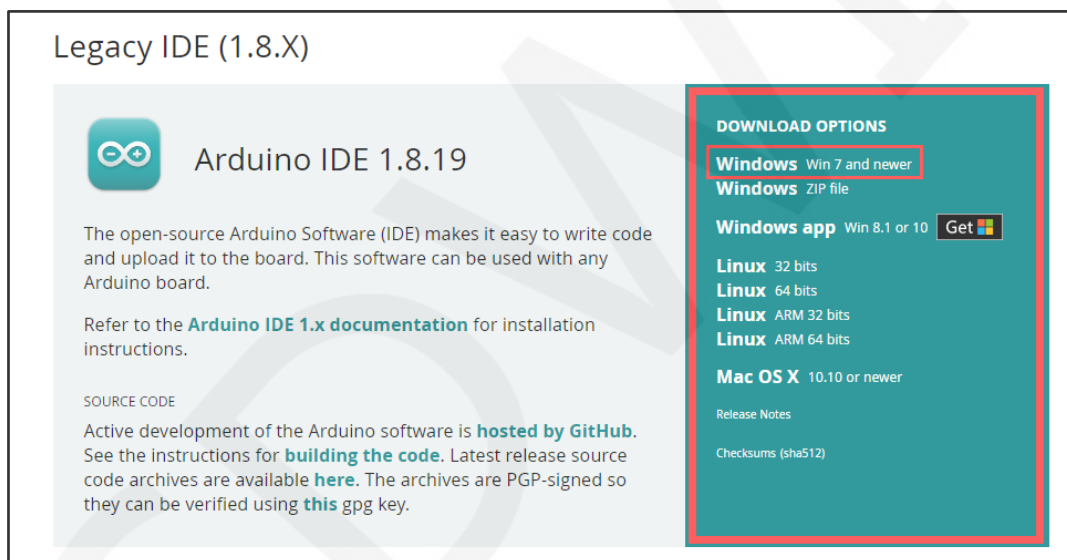 Legacy IDE (1.8.X)
Arduino IDE 1.8.19
The open-source Arduino Software (IDE) makes it easy to write code
and upload it to the board. This software can be used with any
Arduino board.
Refer to the Arduino IDE 1.x documentation for installation
instructions.
SOURCE CODE
Active development of the Arduino software is hosted by GitHub.
See the instructions for building the code. Latest release source
code archives are available here. The archives are PGP-signed so
they can be verified using this gpg key.
DOWNLOAD OPTIONS
Windows Win 7 and newer
Windows ZIP file
Windows app Win 8.1 or 10 Get
Linux 32 bits
Linux 64 bits
Linux ARM 32 bits
Linux ARM 64 bits
Mac OS X 10.10 or newer
Release Notes
Checksums (sha512)